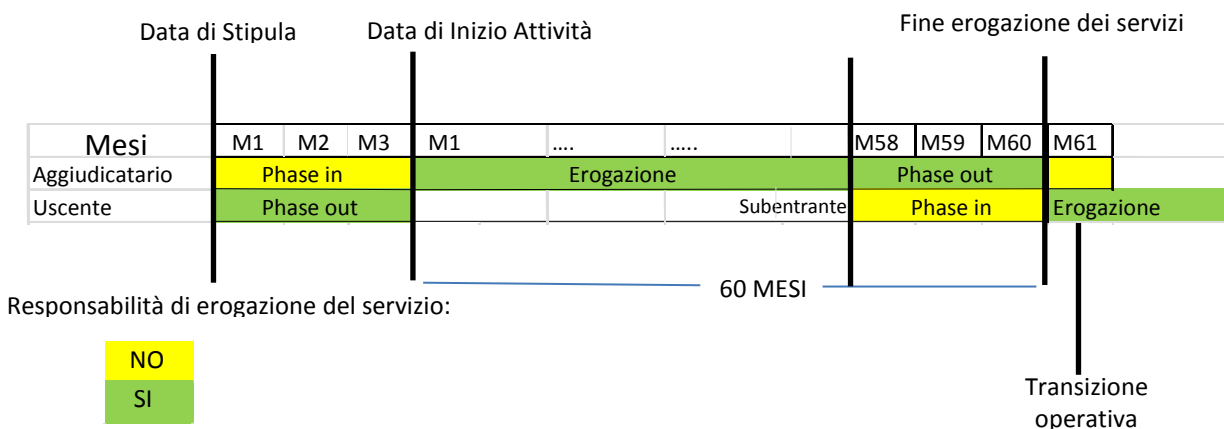 Data di Stipula Data di Inizio Attività Fine erogazione dei servizi
Mesi M1 M2 M3 M1 .... ..... M58 M59 M60 M61
Aggiudicatario Phase in Erogazione Phase out
Uscente Phase out Subentrante Phase in Erogazione
60 MESI
Responsabilità di erogazione del servizio:
NO
SI
Transizione
operativa